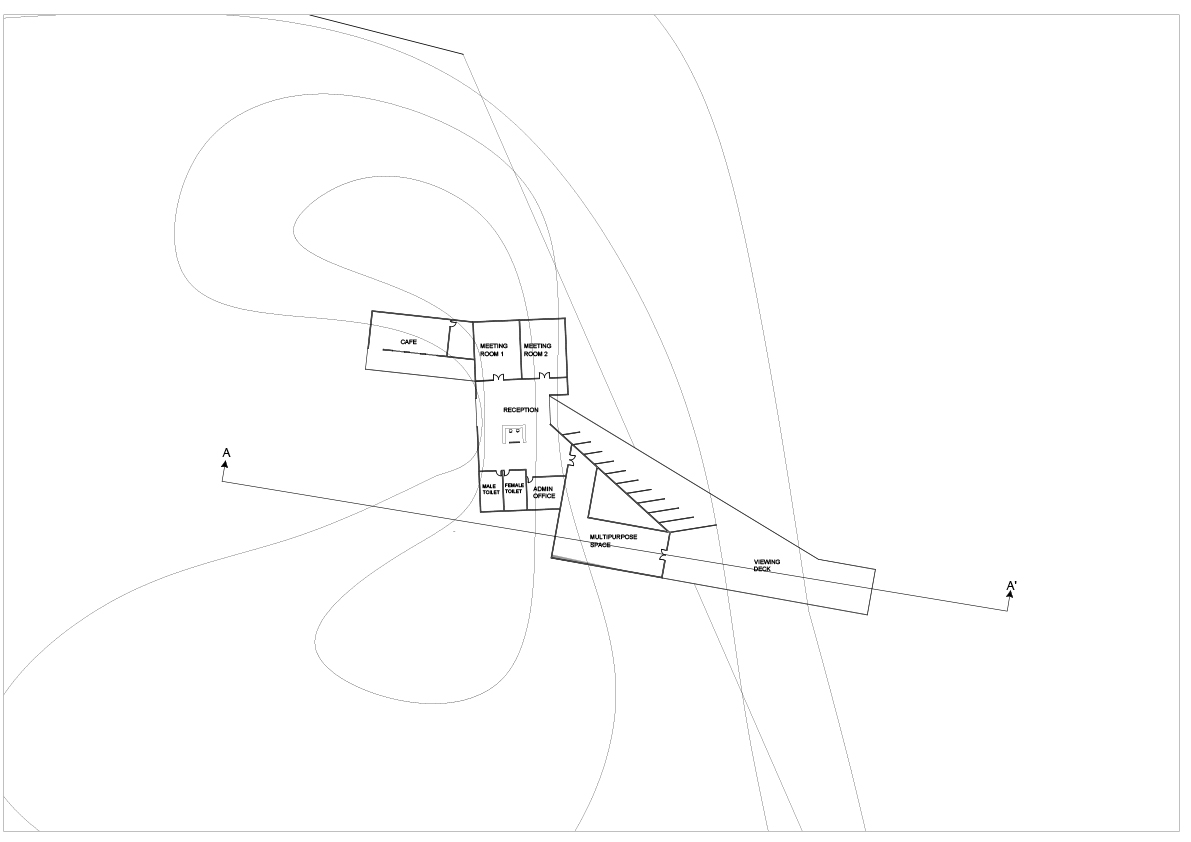 CAFE
MEETING
ROOM 1
MEETING
ROOM 2
RECEPTION
A
MALE
TOILET
FEMALE
TOILET
ADMIN
OFFICE
MULTIPURPOSE
SPACE
VIEWING
DECK
A'